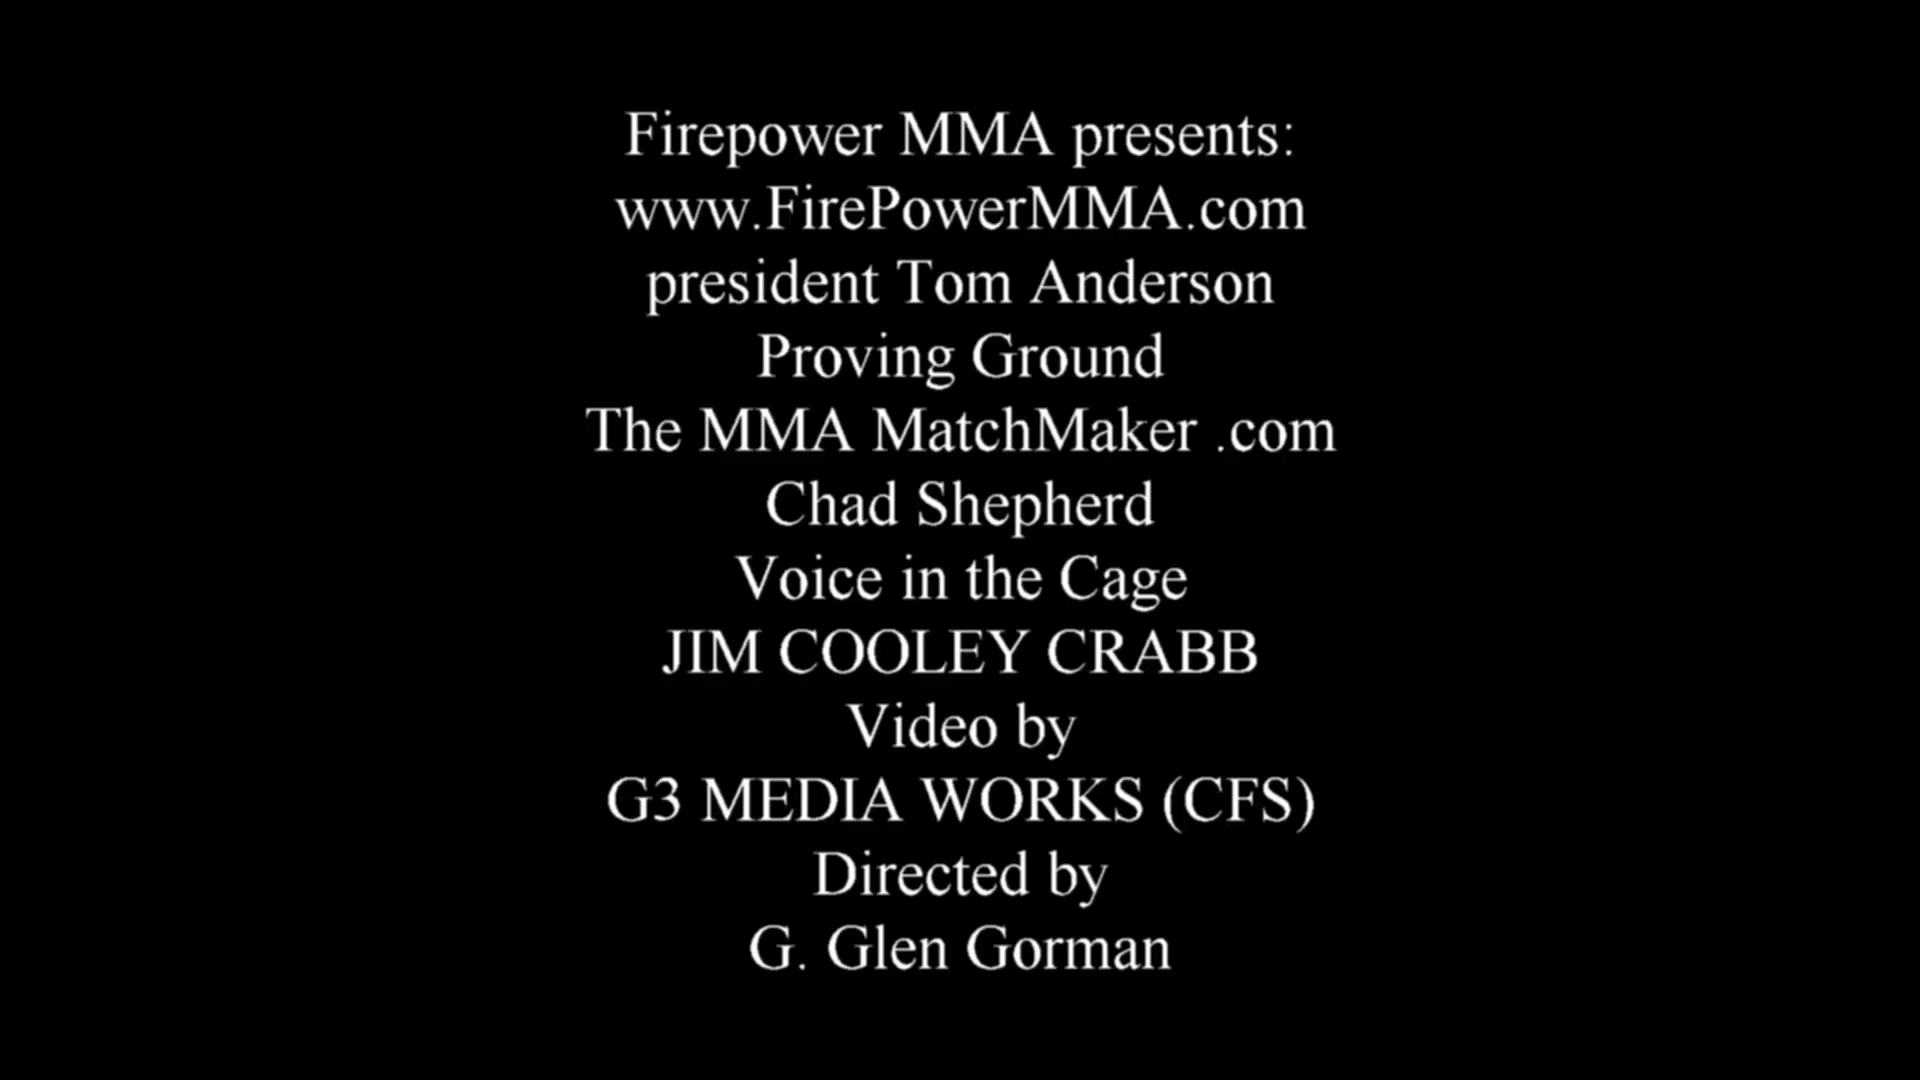 Firepower MMA presents:
www.FirePowerMMA.com
president Tom Anderson
Proving Ground
The MMA MatchMaker .com
Chad Shepherd
Voice in the Cage
JIM COOLEY CRABB
Video by
G3 MEDIA WORKS (CFS)
Directed by
G. Glen Gorman